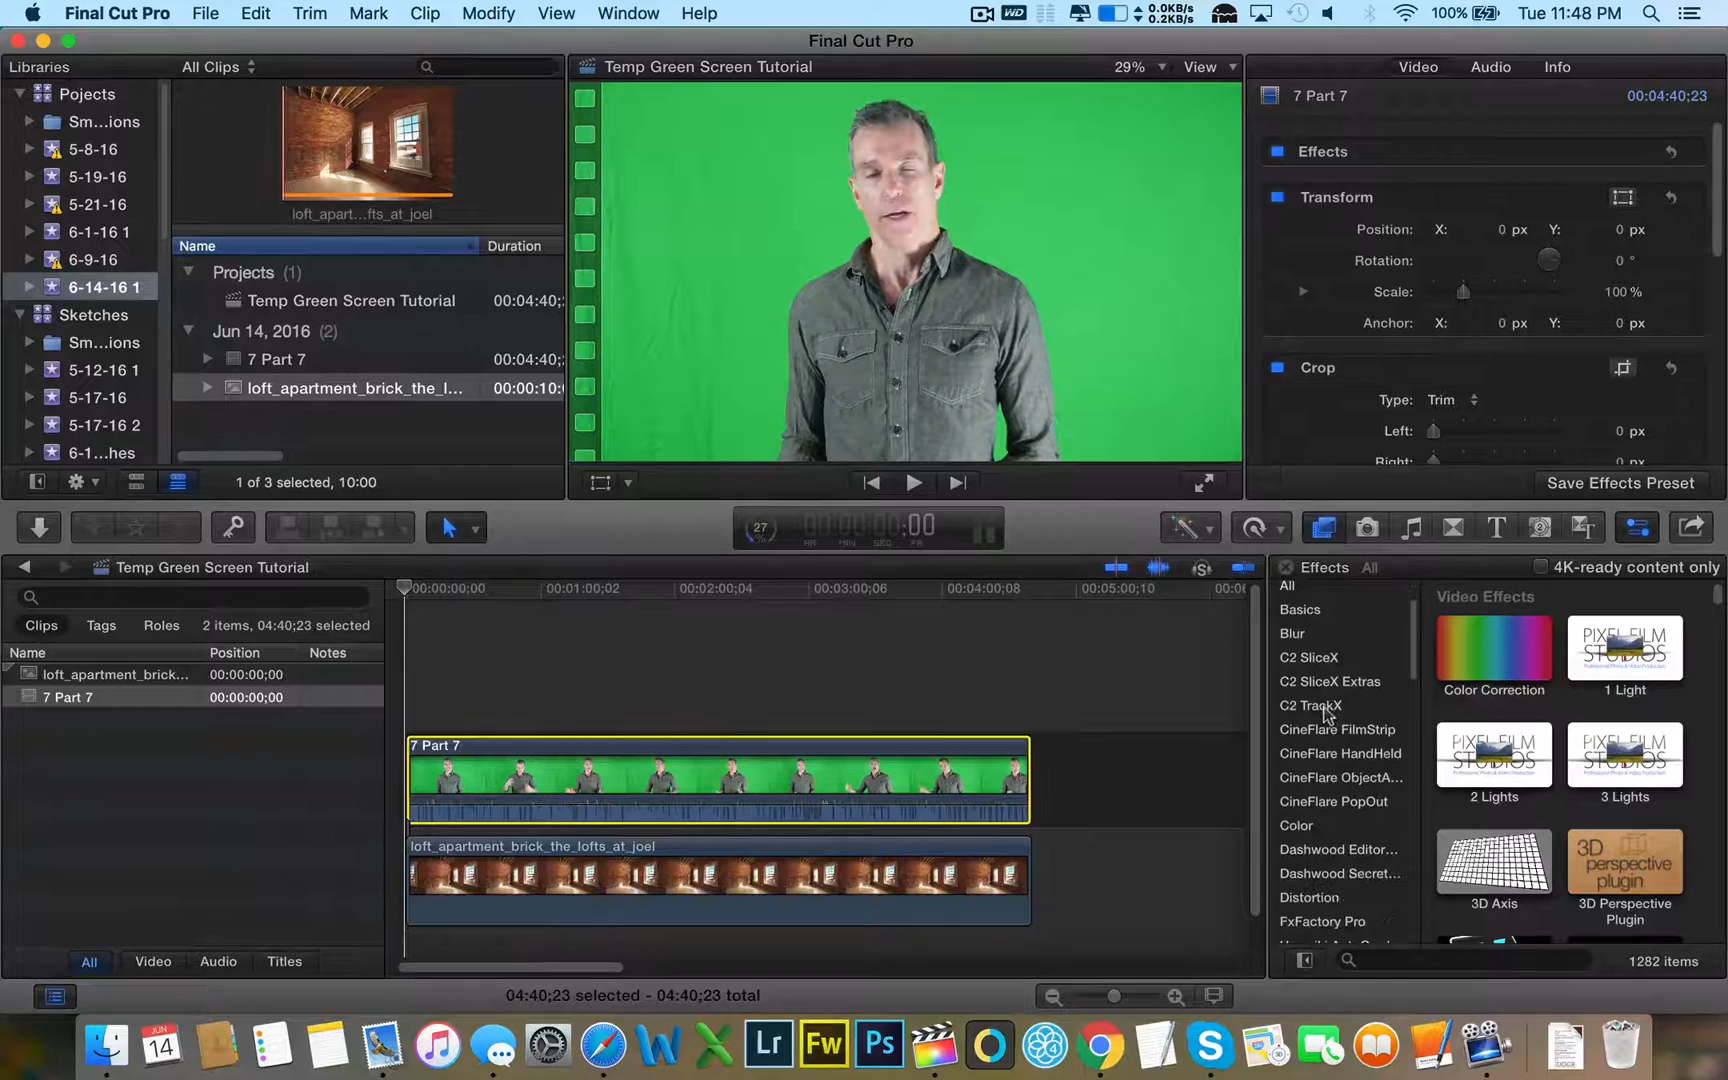 Final Cut Pro File Edit Trim Mark Clip Modify View Window Help
0.0KB/s
0.2KB/s
100% Tue 11:48 PM
Final Cut Pro
Libraries
All Clips
Temp Green Screen Tutorial
29% View
Video Audio Info
Pojects
Sm...ions
5-8-16
5-19-16
5-21-16
6-1-16 1
6-9-16
6-14-16 1
Sketches
Sm...ions
5-12-16 1
5-17-16
5-17-16 2
6-1...hes
loft_apart...fts_at_joel
Name Duration
Projects (1)
Temp Green Screen Tutorial 00:04:40;
Jun 14, 2016 (2)
7 Part 7 00:04:40;
loft_apartment_brick_the_l... 00:00:10:
1 of 3 selected, 10:00
7 Part 7 00:04:40;23
Effects
Transform
Position: X: 0 px Y: 0 px
Rotation: 0 °
Scale: 100 %
Anchor: X: 0 px Y: 0 px
Crop
Type: Trim
Left: 0 px
Right: 0 px
Save Effects Preset
27
%
00:00:00:00
HR MIN SEC FR
Temp Green Screen Tutorial
Clips Tags Roles 2 items, 04:40;23 selected
Name Position Notes
loft_apartment_brick... 00:00:00;00
7 Part 7 00:00:00;00
All Video Audio Titles
00:00:00;00 00:01:00;02 00:02:00;04 00:03:00;06 00:04:00;08 00:05:00;10 00:0
7 Part 7
loft_apartment_brick_the_lofts_at_joel
04:40;23 selected - 04:40;23 total
Effects All 4K-ready content only
All
Basics
Blur
C2 SliceX
C2 SliceX Extras
C2 TrackX
CineFlare FilmStrip
CineFlare HandHeld
CineFlare ObjectA...
CineFlare PopOut
Color
Dashwood Editor...
Dashwood Secret...
Distortion
FxFactory Pro
Video Effects
Color Correction
PIXEL FILM
STUDIOS
1 Light
PIXEL FILM
STUDIOS
2 Lights
PIXEL FILM
STUDIOS
3 Lights
3D Axis
3D
perspective
plugin
3D Perspective
Plugin
1282 items
JUN
14
Lr
Fw
Ps